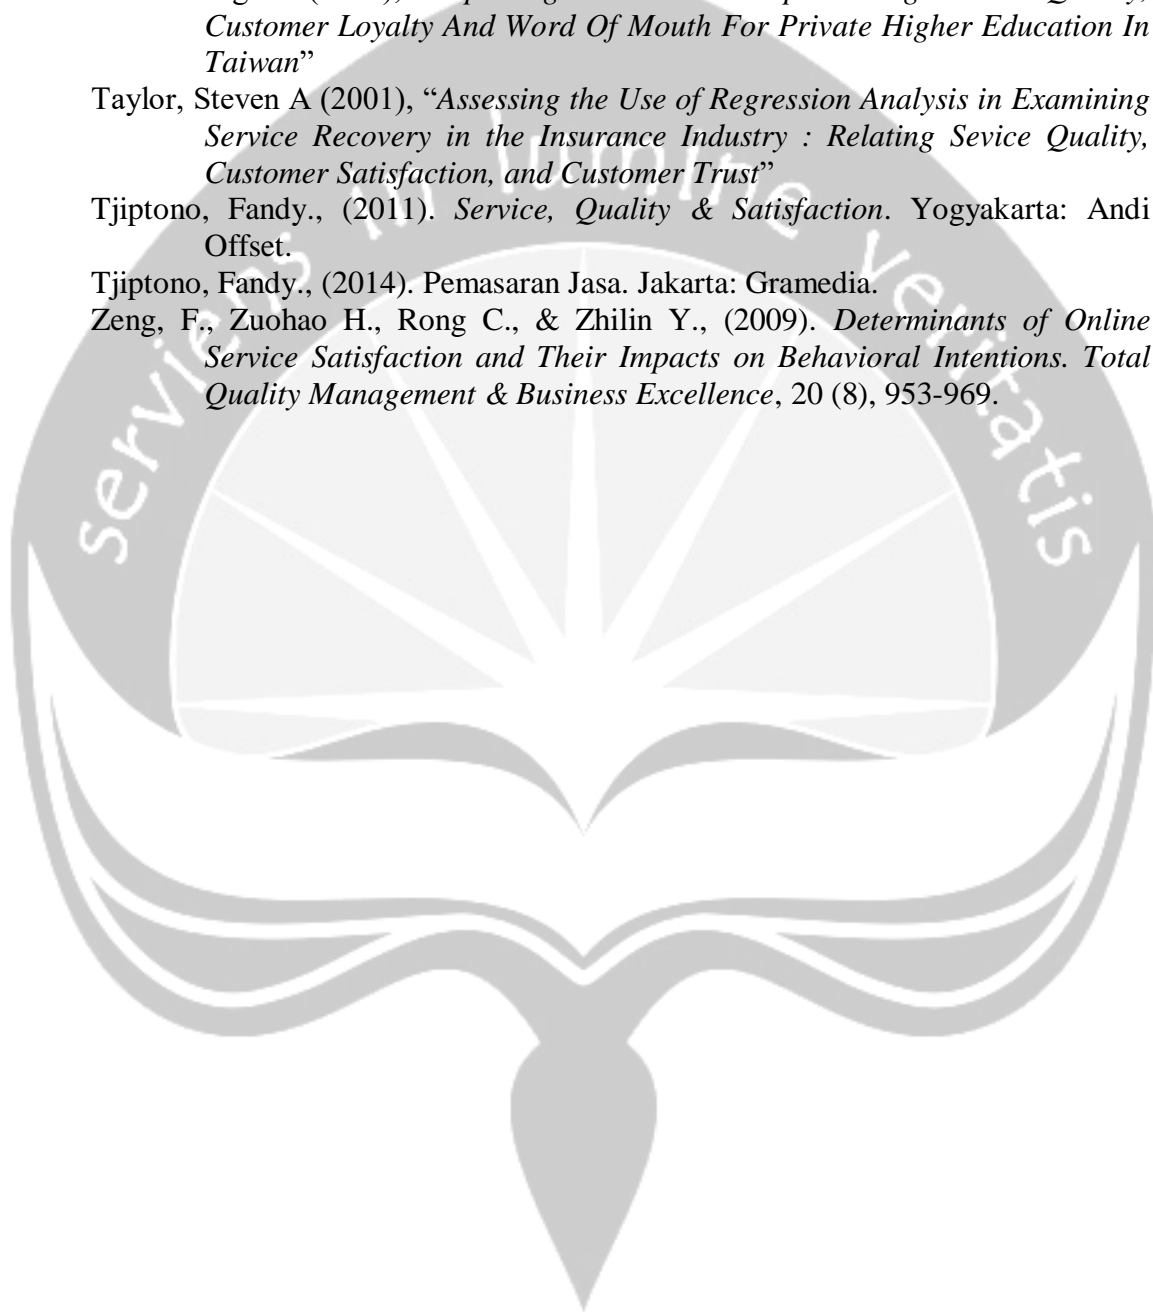 Customer Loyalty And Word Of Mouth For Private Higher Education In
Taiwan”
Taylor, Steven A (2001), “Assessing the Use of Regression Analysis in Examining
Service Recovery in the Insurance Industry : Relating Sevice Quality,
Customer Satisfaction, and Customer Trust”
Tjiptono, Fandy., (2011). Service, Quality & Satisfaction. Yogyakarta: Andi
Offset.
Tjiptono, Fandy., (2014). Pemasaran Jasa. Jakarta: Gramedia.
Zeng, F., Zuohao H., Rong C., & Zhilin Y., (2009). Determinants of Online
Service Satisfaction and Their Impacts on Behavioral Intentions. Total
Quality Management & Business Excellence, 20 (8), 953-969.
serviens in lumine veritatis